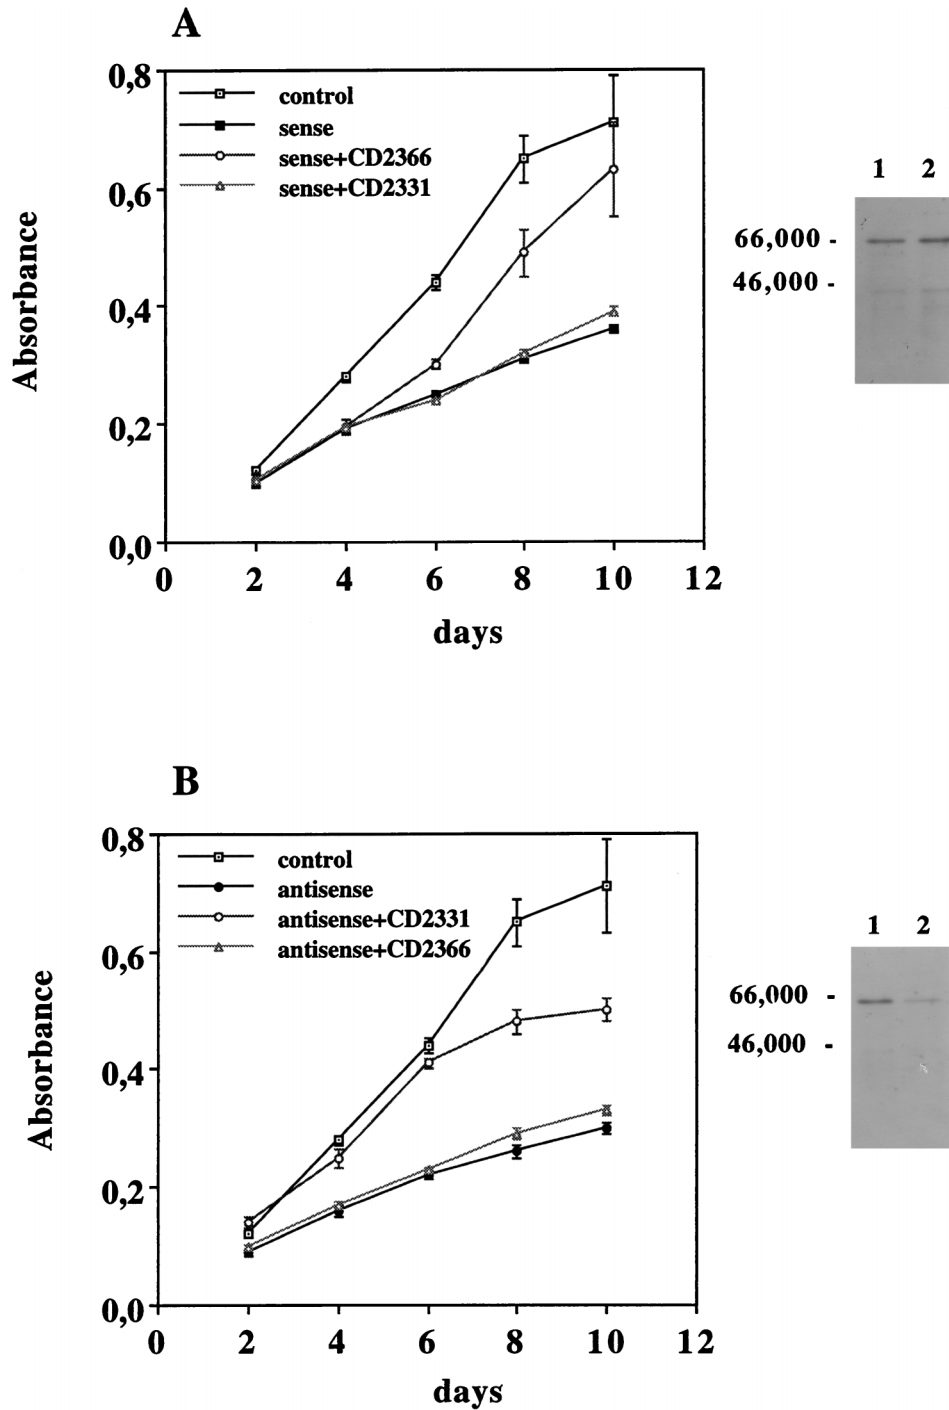 A
0,8
control
sense
sense+CD2366
sense+CD2331
0,6
0,4
0,2
0,0
0 2 4 6 8 10 12
days
Absorbance
1 2
66,000 -
46,000 -
B
0,8
control
antisense
antisense+CD2331
antisense+CD2366
0,6
0,4
0,2
0,0
0 2 4 6 8 10 12
days
Absorbance
1 2
66,000 -
46,000 -